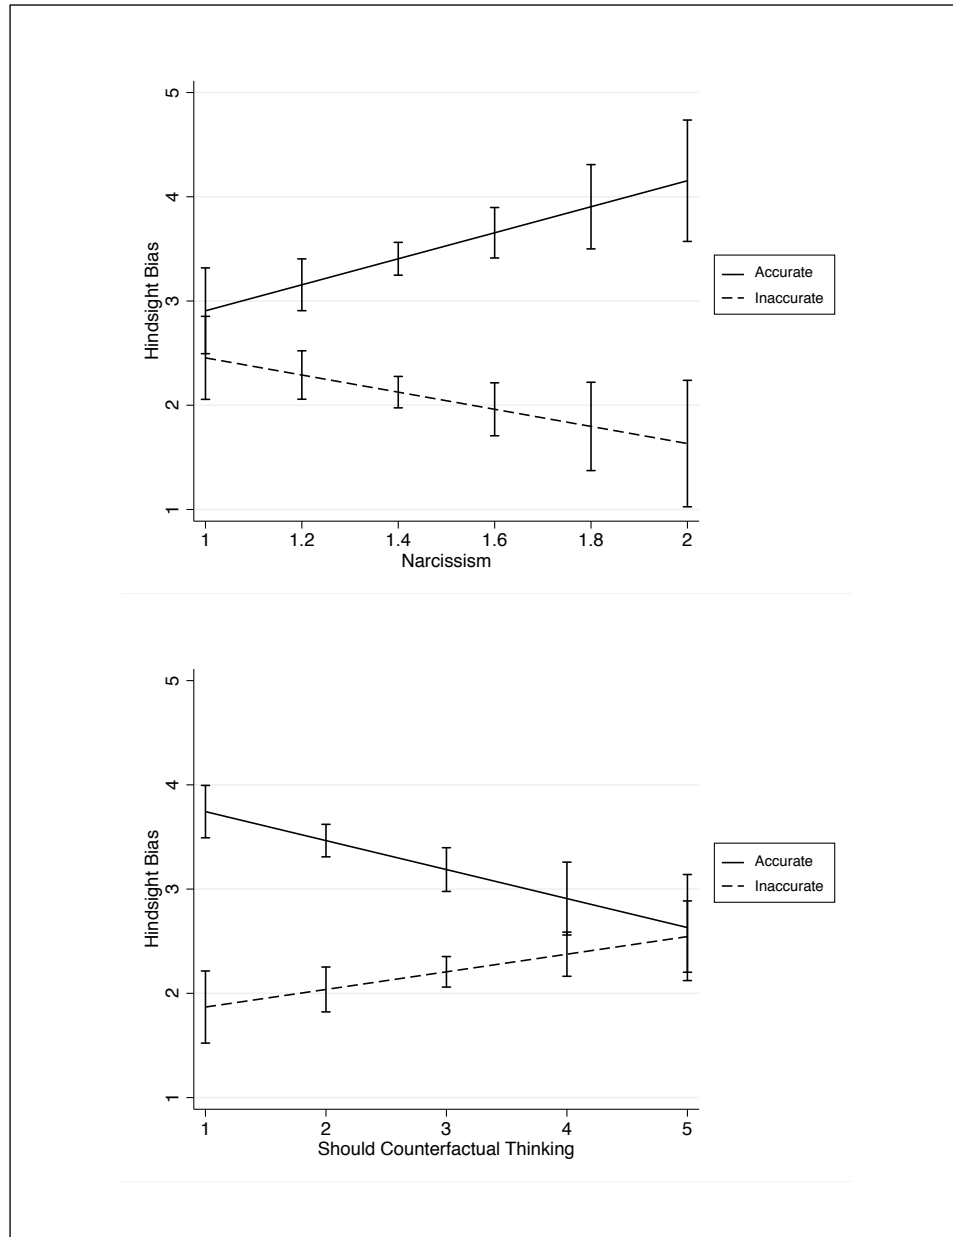 5
4
3
2
1
Hindsight Bias
1 1.2 1.4 1.6 1.8 2
Narcissism
Accurate
Inaccurate
5
4
3
2
1
Hindsight Bias
1 2 3 4 5
Should Counterfactual Thinking
Accurate
Inaccurate